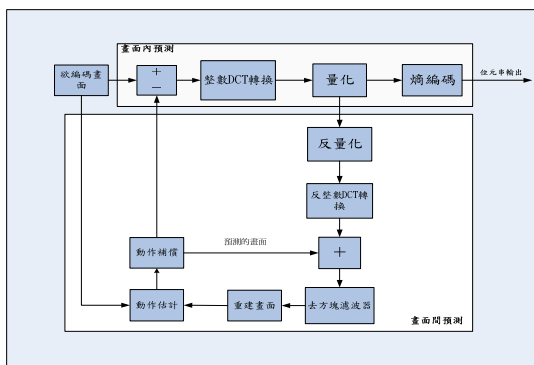 畫面內預測
欲編碼畫
面
+
−
整數DCT轉換
量化
熵編碼
位元串輸出
反量化
反整數DCT轉
換
動作補償
預測的畫面
+
動作估計
重建畫面
去方塊濾波器
畫面間預測